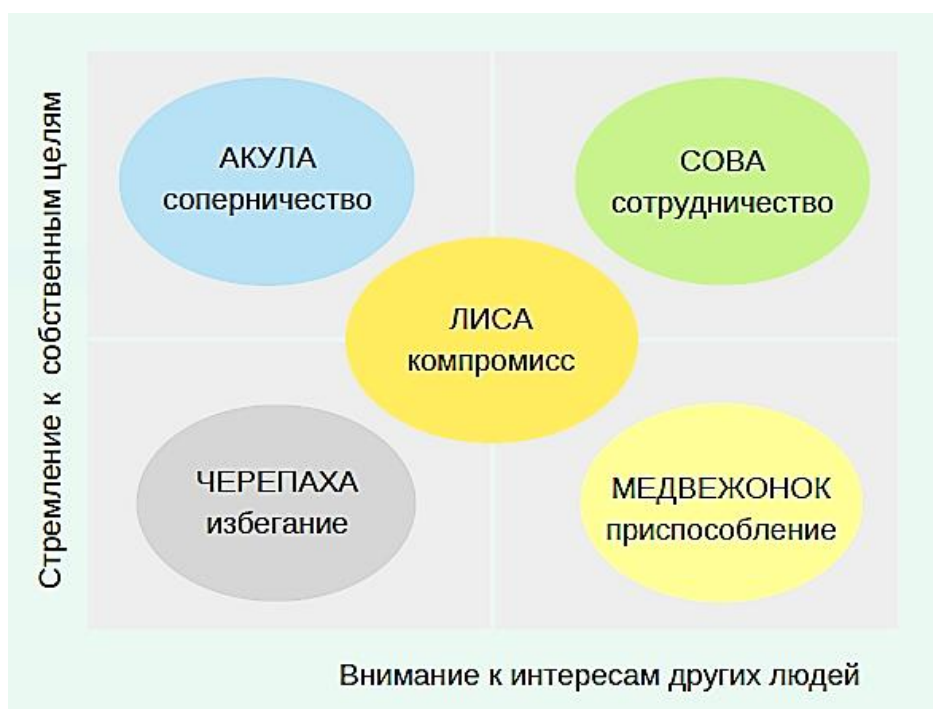 Стремление к собственным целям
АКУЛА
соперничество
СОВА
сотрудничество
ЛИСА
компромисс
ЧЕРЕПАХА
избегание
МЕДВЕЖОНОК
приспособление
Внимание к интересам других людей